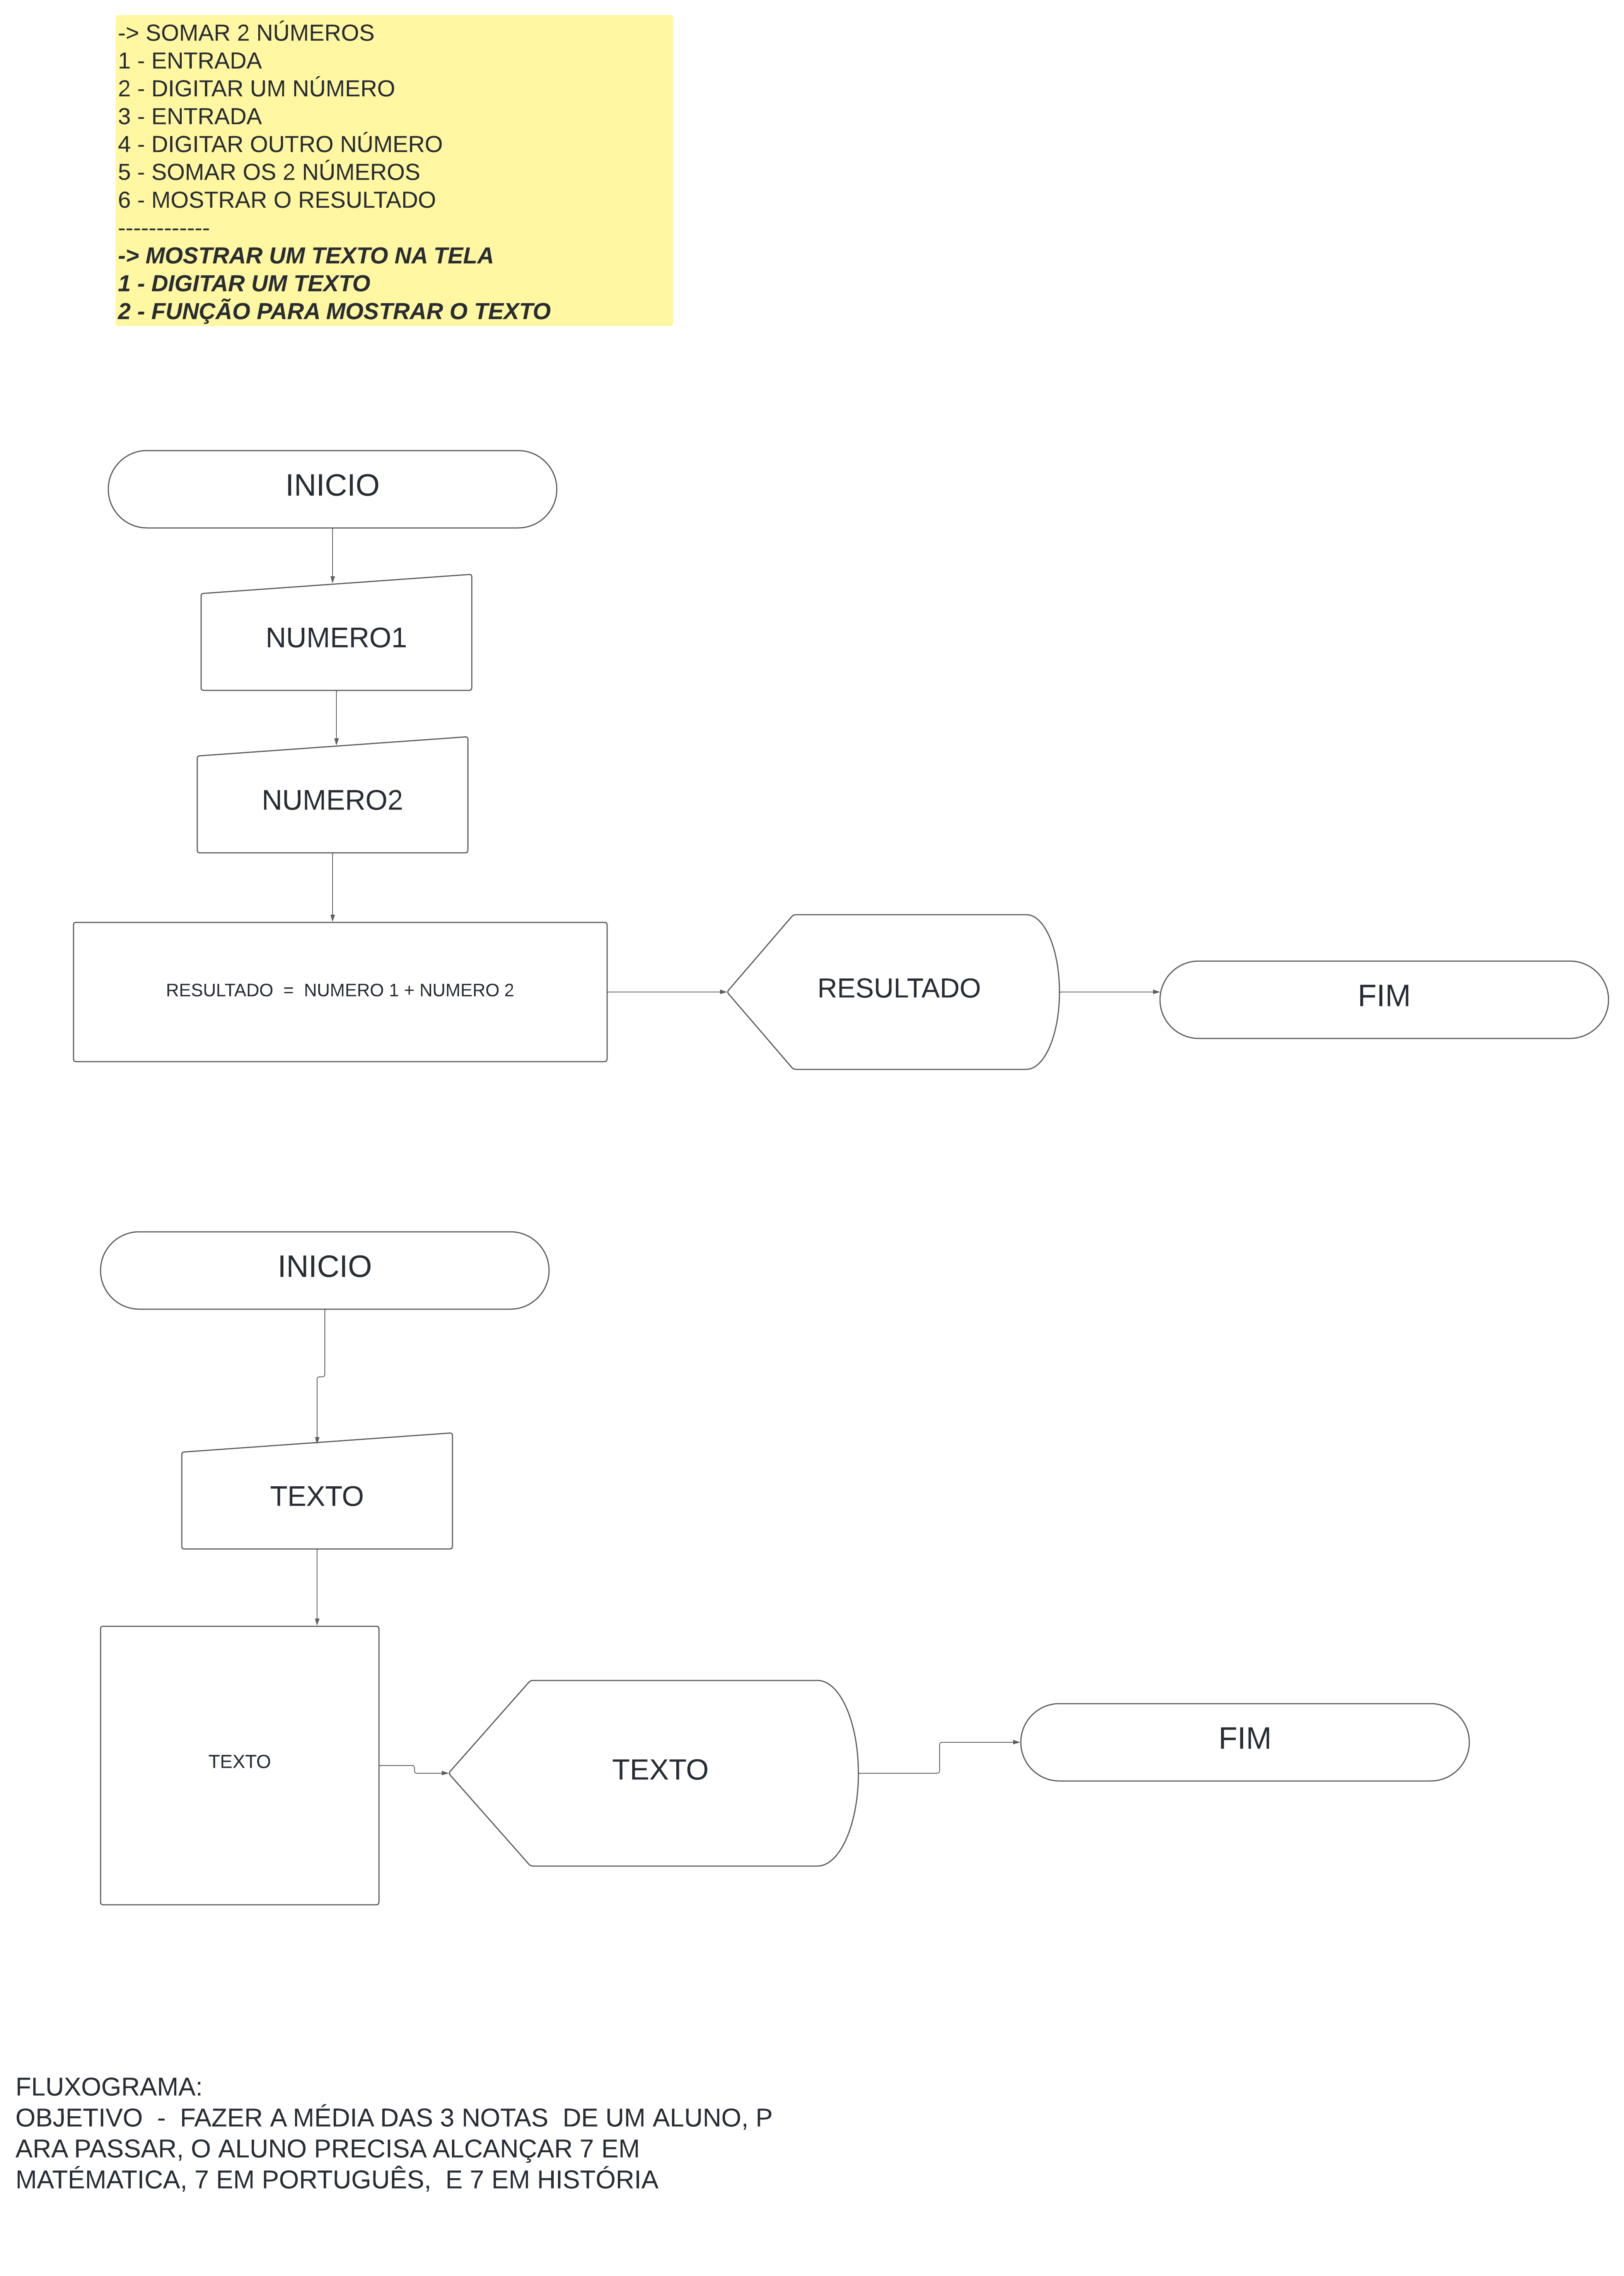 -> SOMAR 2 NÚMEROS
1 - ENTRADA
2 - DIGITAR UM NÚMERO
3 - ENTRADA
4 - DIGITAR OUTRO NÚMERO
5 - SOMAR OS 2 NÚMEROS
6 - MOSTRAR O RESULTADO
------------
-> MOSTRAR UM TEXTO NA TELA
1 - DIGITAR UM TEXTO
2 - FUNÇÃO PARA MOSTRAR O TEXTO
INICIO
NUMERO1
NUMERO2
RESULTADO  =  NUMERO 1 + NUMERO 2
RESULTADO
FIM
INICIO
TEXTO
TEXTO
TEXTO
FIM
FLUXOGRAMA:
OBJETIVO  -  FAZER A MÉDIA DAS 3 NOTAS  DE UM ALUNO, P
ARA PASSAR, O ALUNO PRECISA ALCANÇAR 7 EM
MATÉMATICA, 7 EM PORTUGUÊS,  E 7 EM HISTÓRIA